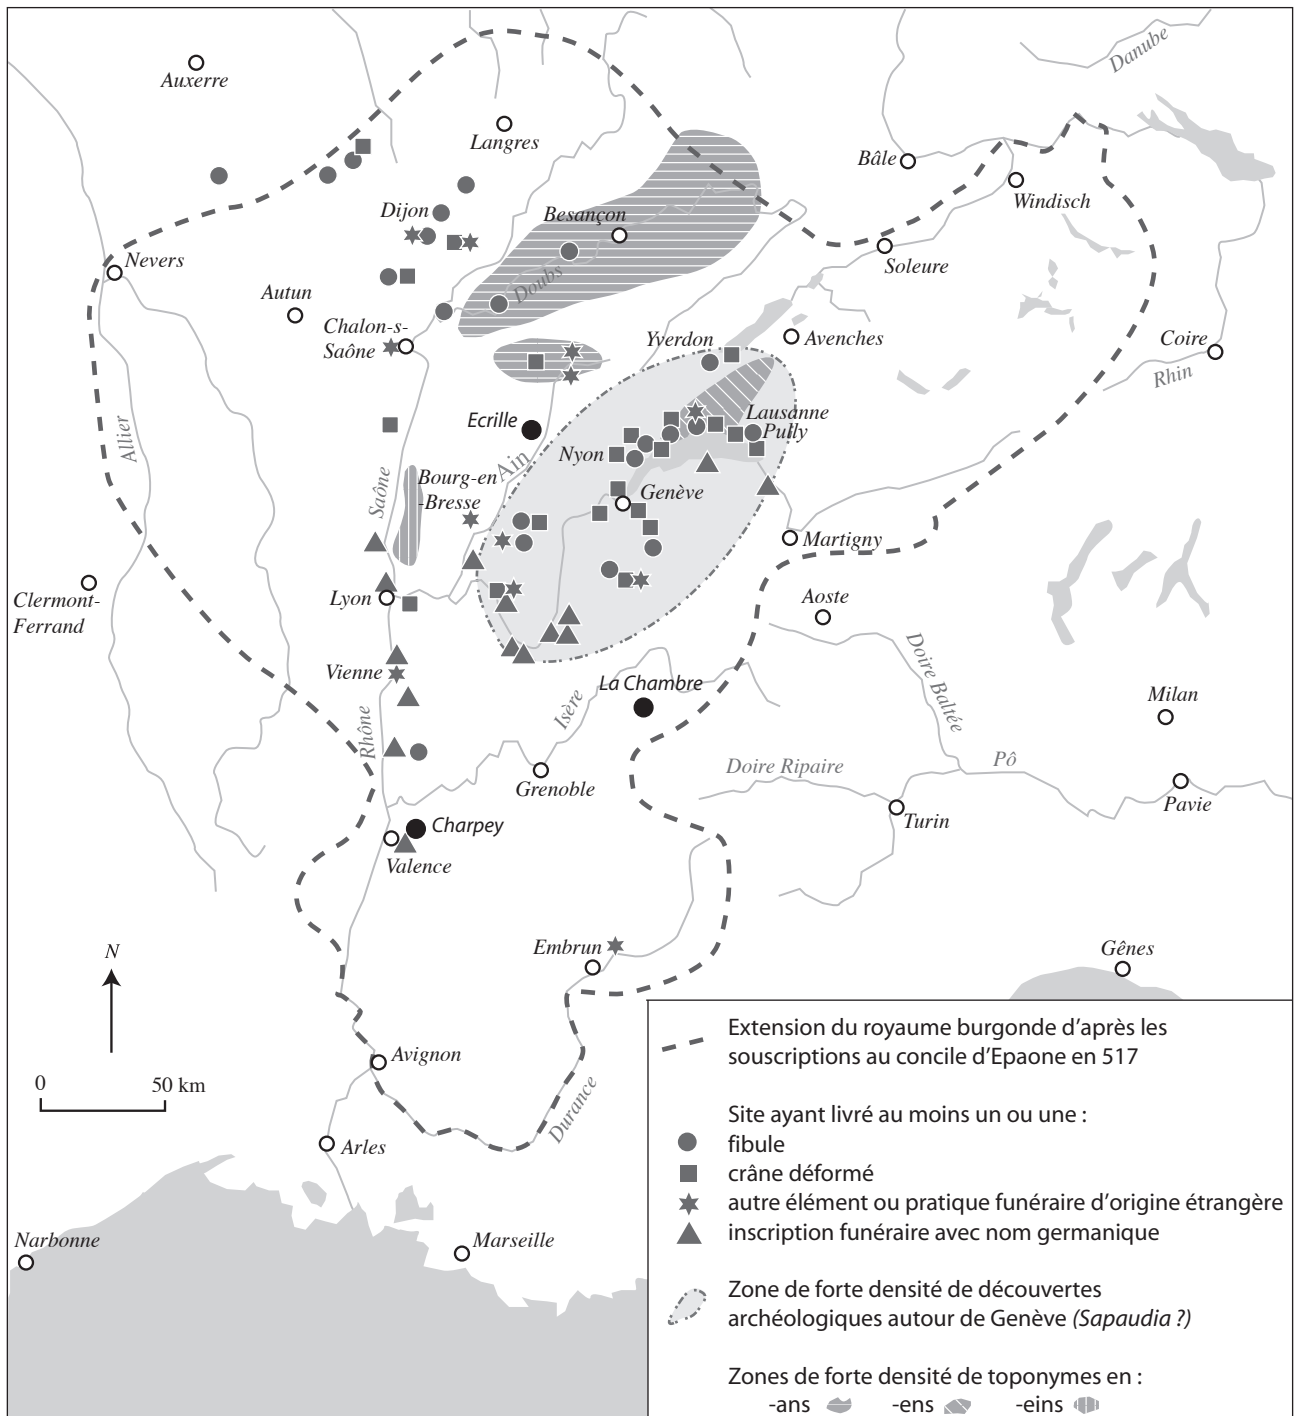 Danube
Auxerre
Langres
Bâle
Windisch
Dijon
Besançon
Nevers
Soleure
Doubs
Autun
Chalon-s-
Saône
Yverdon
Avenches
Coire
Rhin
Allier
Ecrille
Lausanne
Pully
Nyon
Ain
Saône
Bourg-en
-Bresse
Genève
Martigny
Clermont-
Ferrand
Lyon
Aoste
Doire Baltée
Vienne
La Chambre
Isère
Milan
Rhône
Doire Ripaire
Pô
Grenoble
Pavie
Charpey
Turin
Valence
N
Embrun
Gênes
Avignon
0 50 km
Durance
Arles
Narbonne
Marseille
Extension du royaume burgonde d’après les
souscriptions au concile d’Epaone en 517
Site ayant livré au moins un ou une :
fibule
crâne déformé
autre élément ou pratique funéraire d’origine étrangère
inscription funéraire avec nom germanique
Zone de forte densité de découvertes
archéologiques autour de Genève (Sapaudia ?)
Zones de forte densité de toponymes en :
-ans -ens -eins